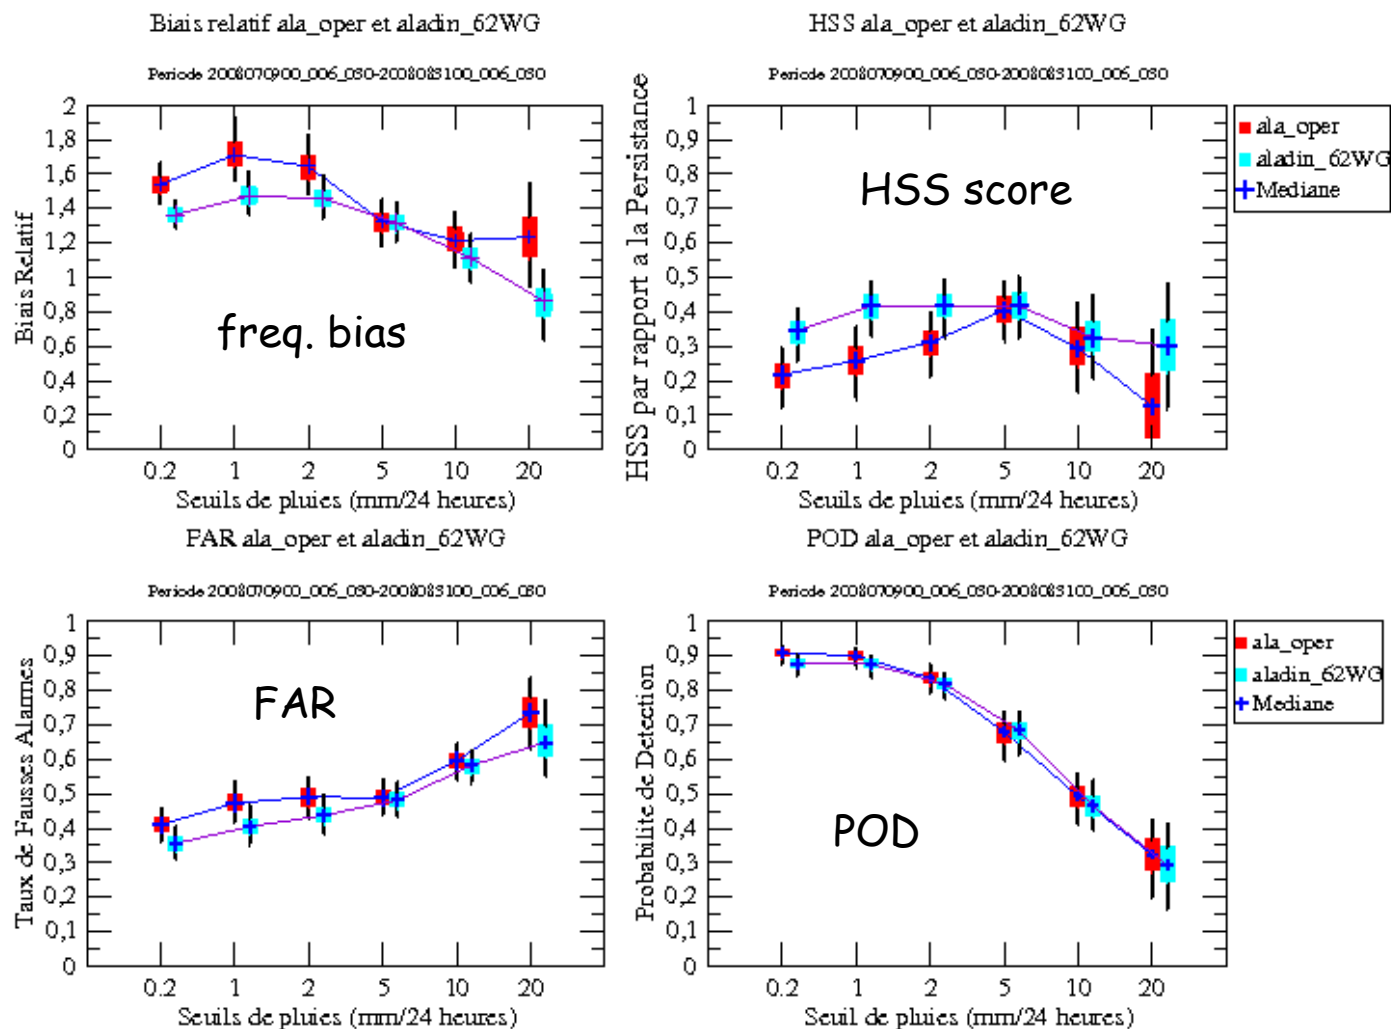 Biais relatif ala_oper et aladin_62WG
Periode 2008070900_006_030-2008083100_006_030
Biais Relatif
2
1,8
1,6
1,4
1,2
1
0,8
0,6
0,4
0,2
0
freq. bias
0.2 1 2 5 10 20
Seuils de pluies (mm/24 heures)
HSS ala_oper et aladin_62WG
Periode 2008070900_006_030-2008083100_006_030
HSS par rapport a la Persistance
1
0,9
0,8
0,7
0,6
0,5
0,4
0,3
0,2
0,1
0
HSS score
0.2 1 2 5 10 20
Seuils de pluies (mm/24 heures)
ala_oper
aladin_62WG
Mediane
FAR ala_oper et aladin_62WG
Periode 2008070900_006_030-2008083100_006_030
Taux de Fausses Alarmes
1
0,9
0,8
0,7
0,6
0,5
0,4
0,3
0,2
0,1
0
FAR
0.2 1 2 5 10 20
Seuils de pluies (mm/24 heures)
POD ala_oper et aladin_62WG
Periode 2008070900_006_030-2008083100_006_030
Probabilite de Detection
1
0,9
0,8
0,7
0,6
0,5
0,4
0,3
0,2
0,1
0
POD
0.2 1 2 5 10 20
Seuils de pluies (mm/24 heures)
ala_oper
aladin_62WG
Mediane